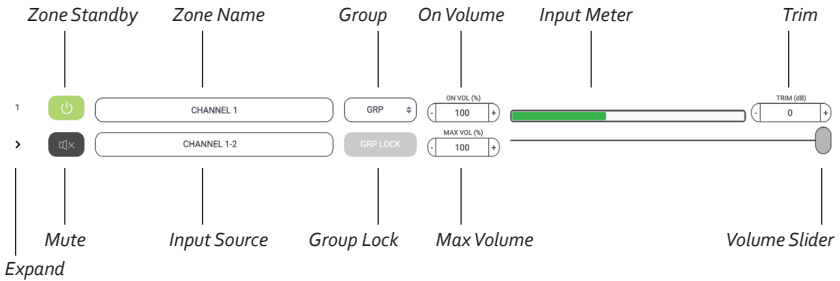 Zone Standby Zone Name Group On Volume Input Meter Trim
ON VOL (%) TRIM (dB)
1 CHANNEL 1 GRP - 100 + - 0 +
MAX VOL (%)
CHANNEL 1-2 GRP LOCK - 100 +
Mute Input Source Group Lock Max Volume Volume Slider
Expand